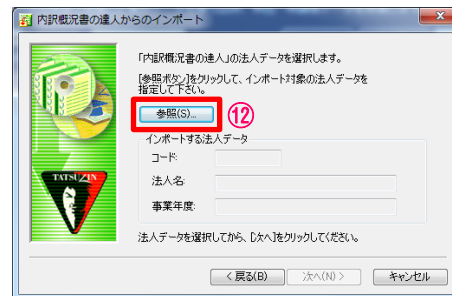 内訳概況書の達人からのインポート
「内訳概況書の達人」の法人データを選択します。
[参照ボタン]をクリックして、インポート対象の法人データを
指定して下さい。
参照(S)...
⑫
インポートする法人データ
コード:
法人名:
事業年度:
TATSUZIN
法人データを選択してから、[次へ]をクリックしてください。
< 戻る(B)
次へ(N) >
キャンセル